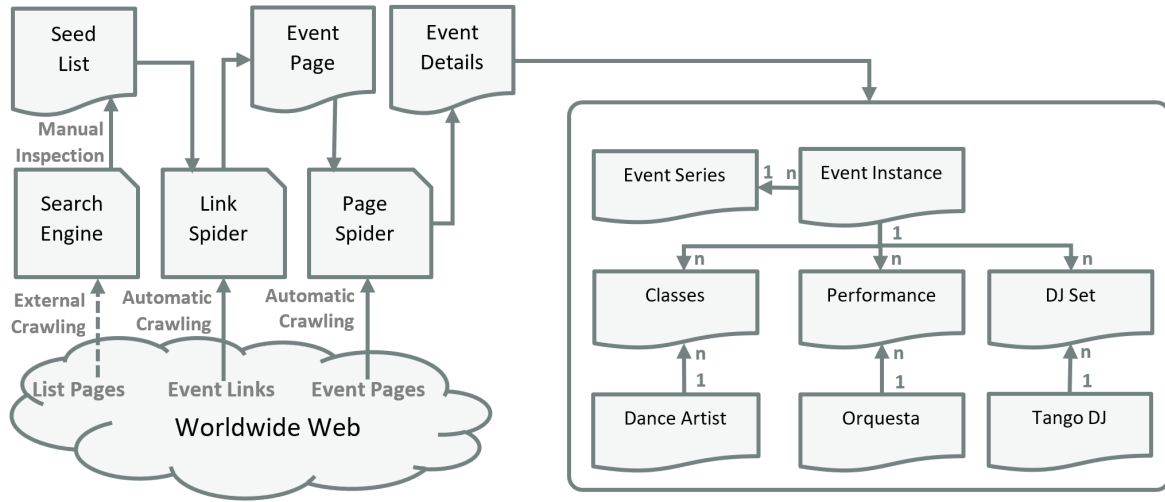 Seed
List
Event
Page
Event
Details
Manual
Inspection
Search
Engine
Link
Spider
Page
Spider
External
Crawling
Automatic
Crawling
Automatic
Crawling
List Pages
Event Links
Event Pages
Worldwide Web
Event Series
1
n
Event Instance
1
n
n
n
Classes
Performance
DJ Set
n
n
n
1
1
1
Dance Artist
Orquesta
Tango DJ